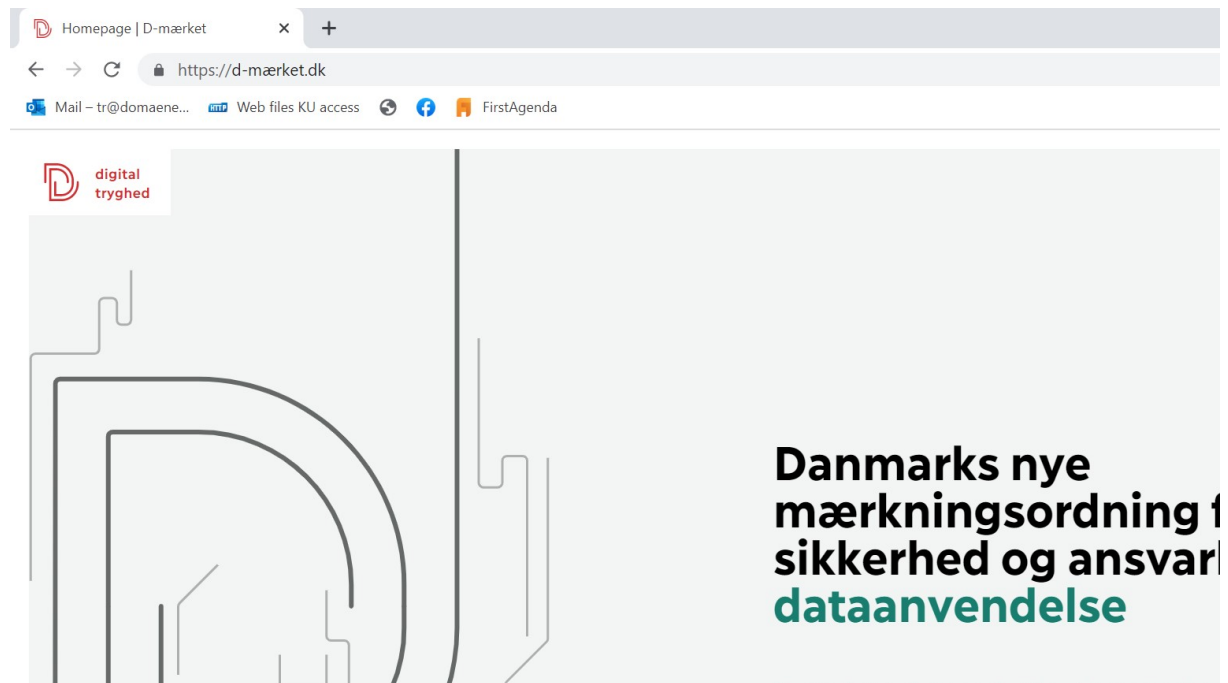 Homepage | D-mærket
https://d-mærket.dk
Mail – tr@domaene... HTTP Web files KU access FirstAgenda
digital
tryghed
Danmarks nye
mærkningsordning
sikkerhed og
dataanvendelse